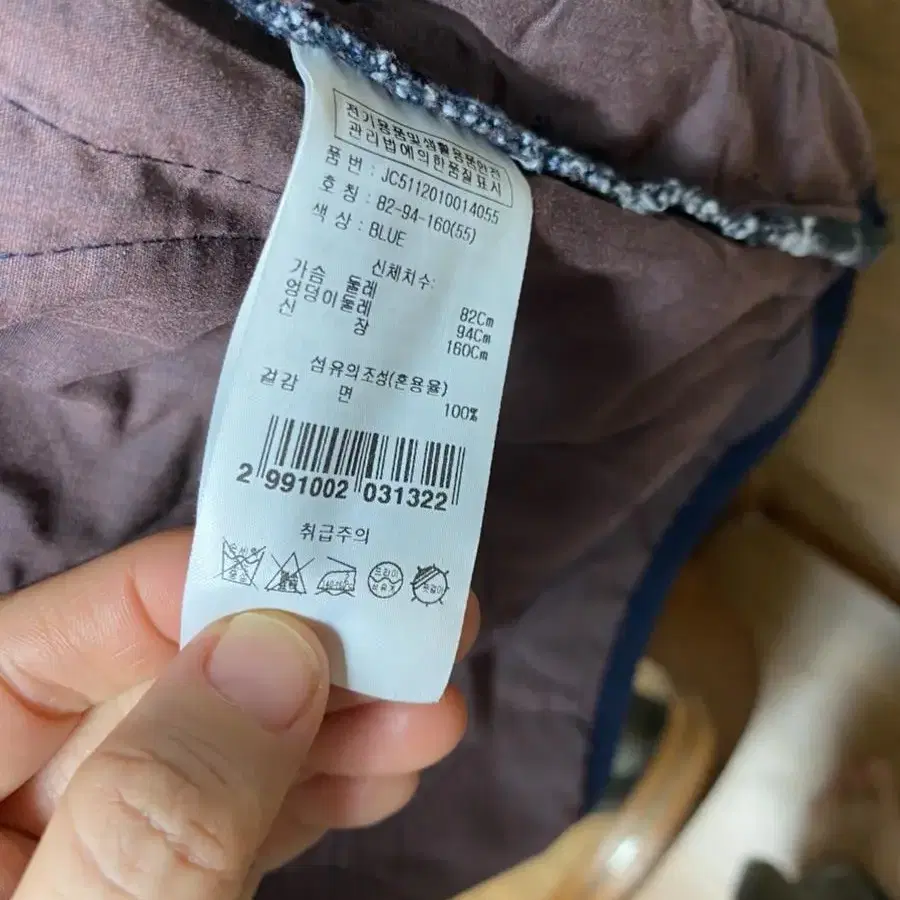 전기용품및생활용품안전
관리법에의한품질표시
품 번 : JC5112010014055
호 칭 : 82-94-160(55)
색 상 : BLUE
신체치수:
가슴 둘레 82Cm
엉덩이둘레 94Cm
신 장 160Cm
섬유의조성(혼용율)
겉감 면 100%
2 991002 031322
취급주의
드라이